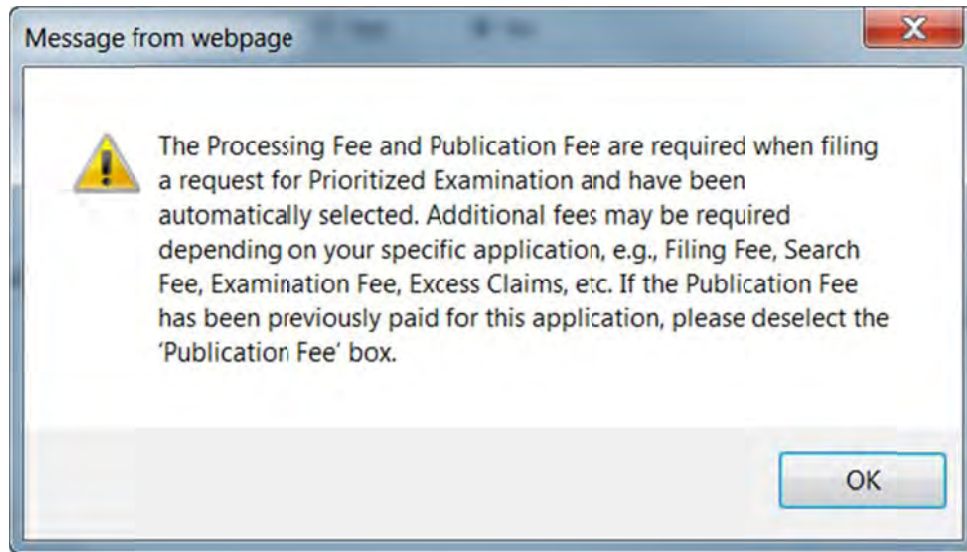 Message from webpage
The Processing Fee and Publication Fee are required when filing
a request for Prioritized Examination and have been
automatically selected. Additional fees may be required
depending on your specific application, e.g., Filing Fee, Search
Fee, Examination Fee, Excess Claims, etc. If the Publication Fee
has been previously paid for this application, please deselect the
'Publication Fee' box.
OK